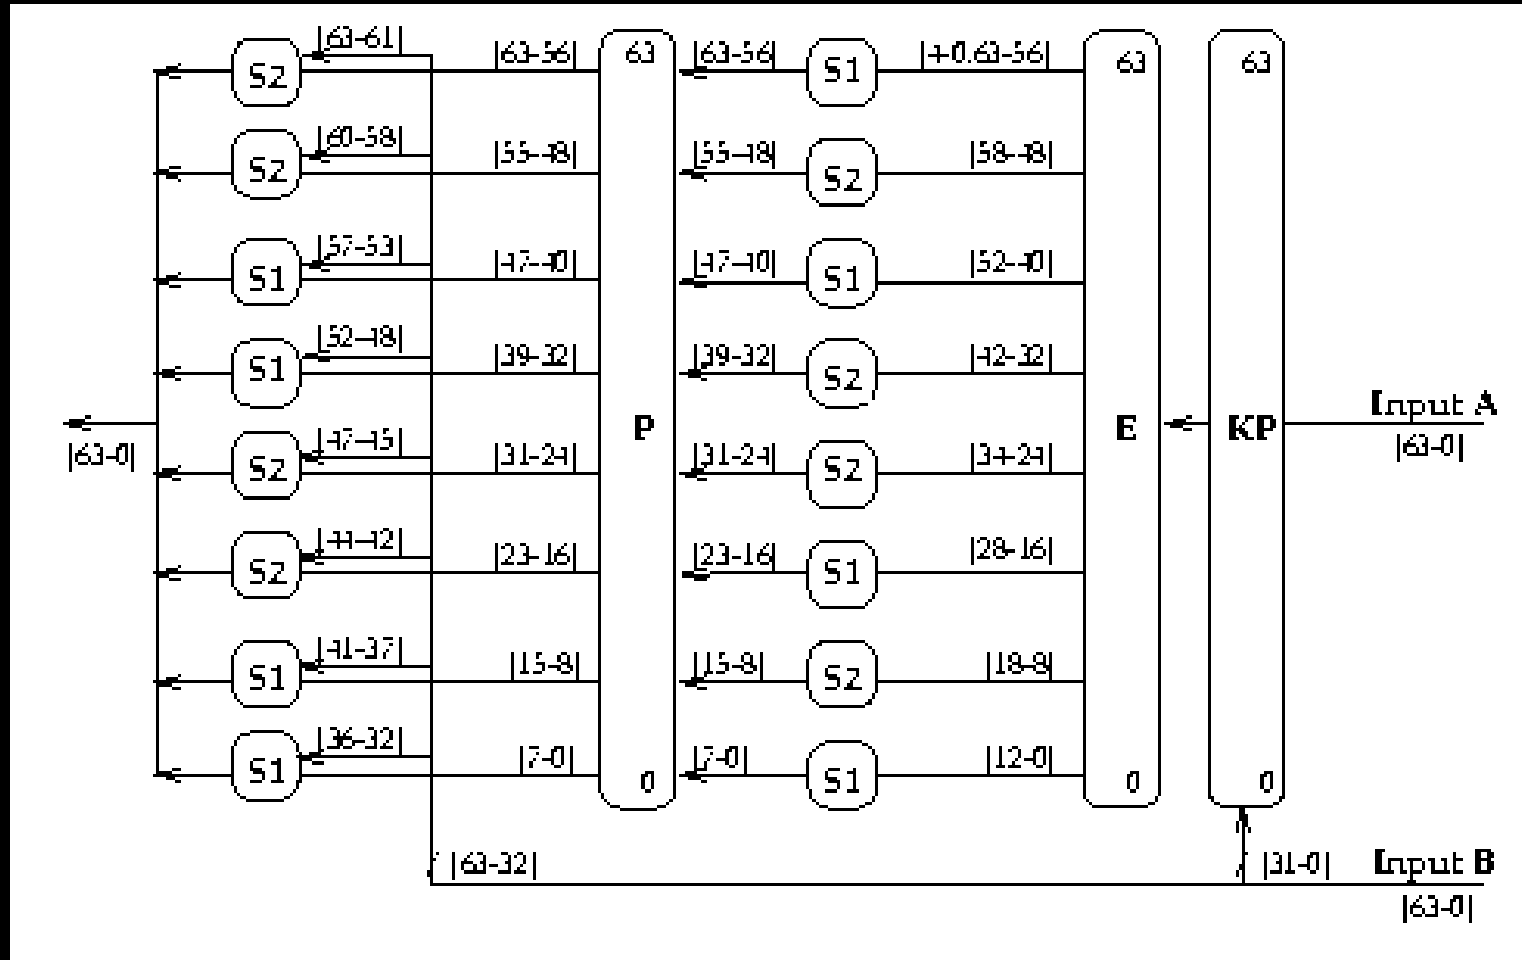 |63-61| |63-56| 63 |63-56| S1 |4-0.63-56| 63 63
S2
|60-58| |55-48| |55-48| S2 |58-48|
S2
|57-53| |47-40| |47-40| S1 |52-40|
S1
|52-48| |39-32| |39-32| S2 |42-32|
S1
Input A
P E KP
|63-0| |47-45| |31-24| |31-24| S2 |34-24| |63-0|
S2
|44-42| |23-16| |23-16| S1 |28-16|
S2
|41-37| |15-8| |15-8| S2 |18-8|
S1
|36-32| |7-0| |7-0| |12-0|
S1 0 S1 0 0
|63-32| |31-0| Input B
|63-0|